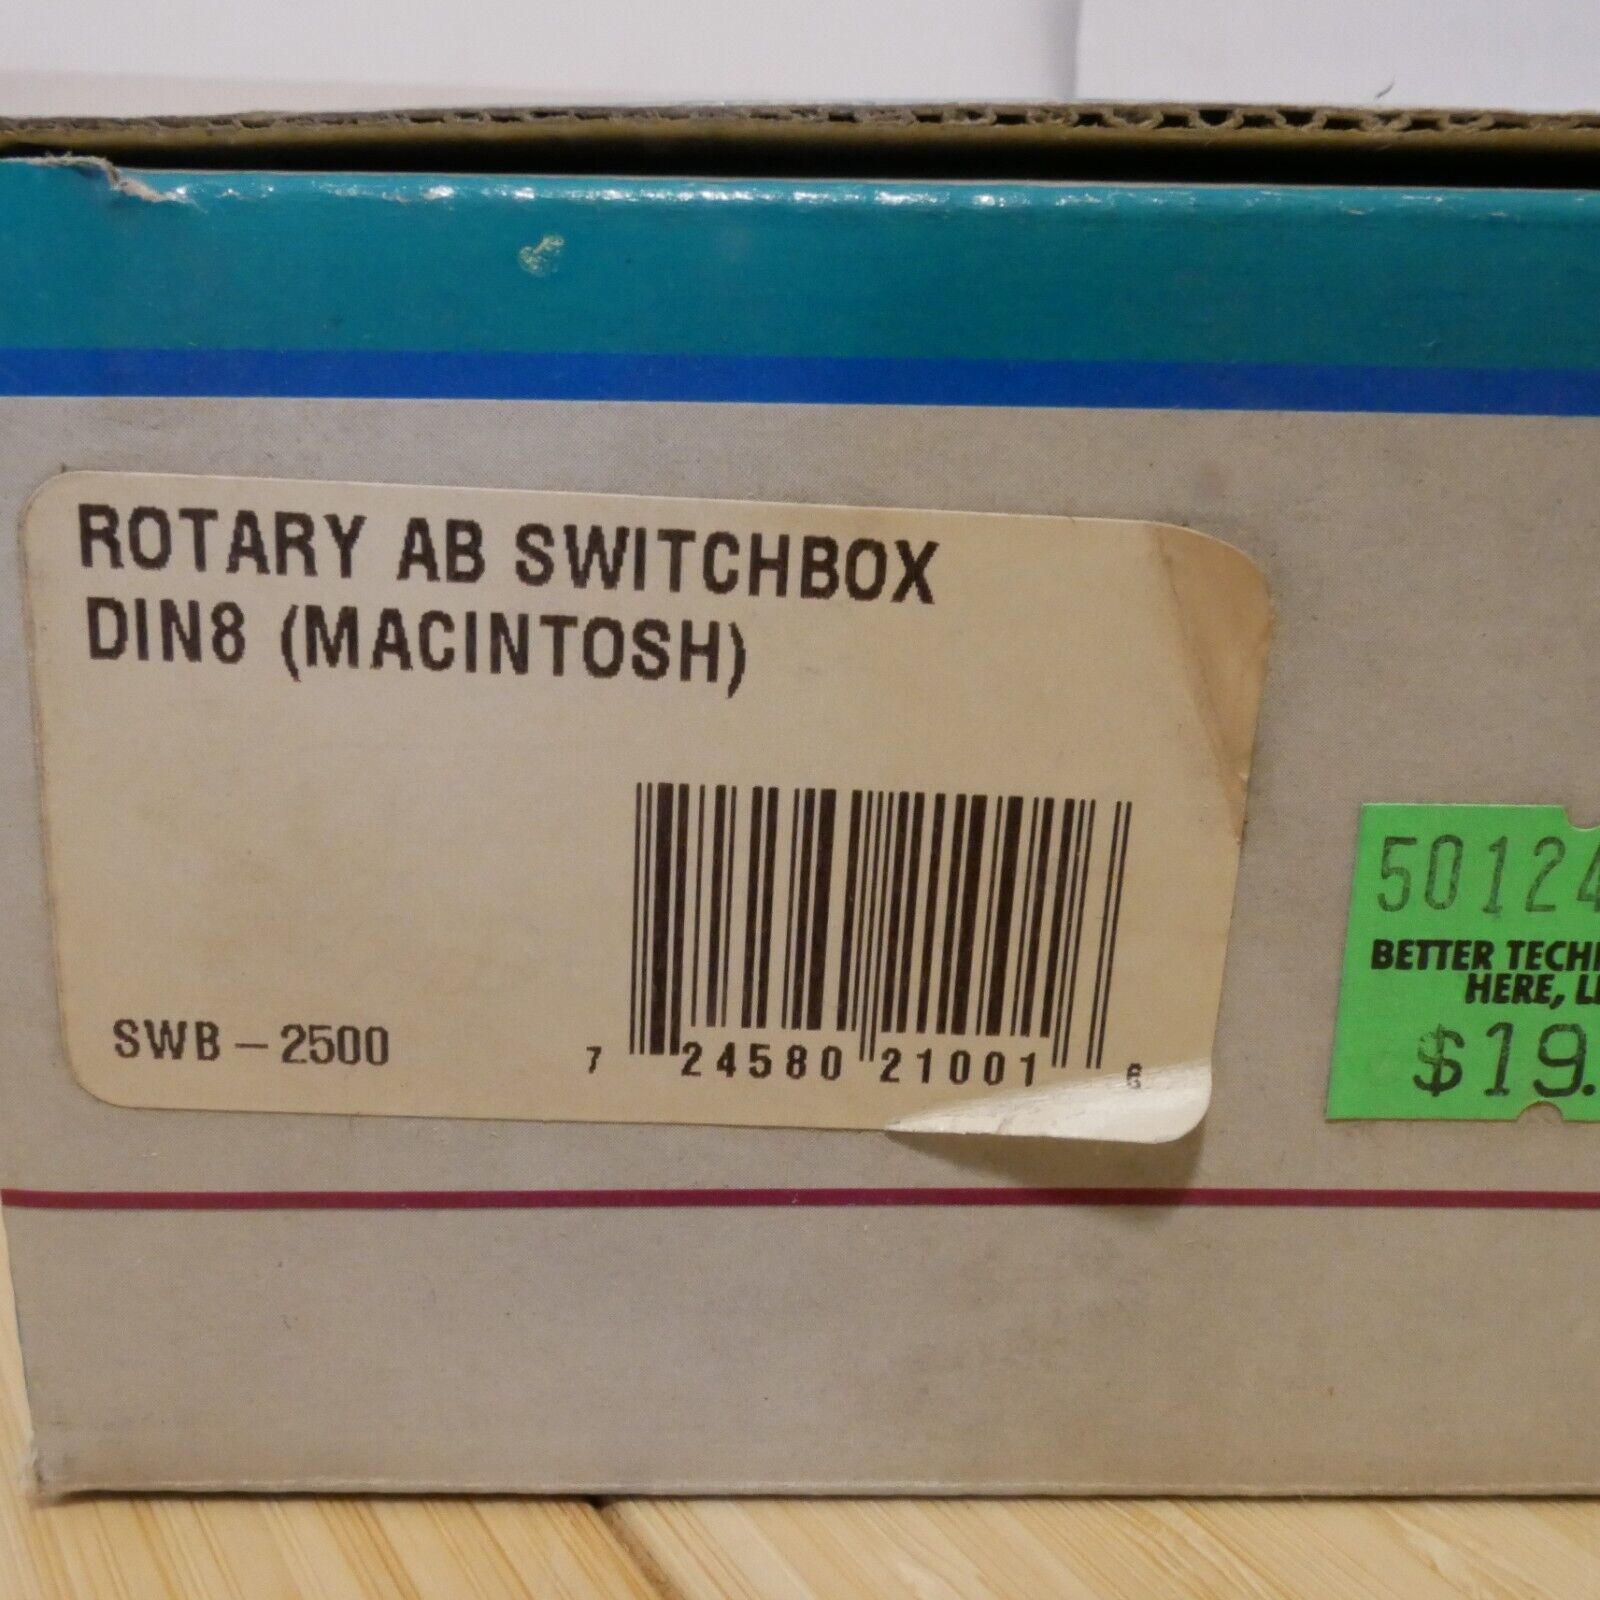 ROTARY AB SWITCHBOX
DIN8 (MACINTOSH)
SWB-2500
7 24580 21001 6
50124
BETTER TECH
HERE, L
$19.